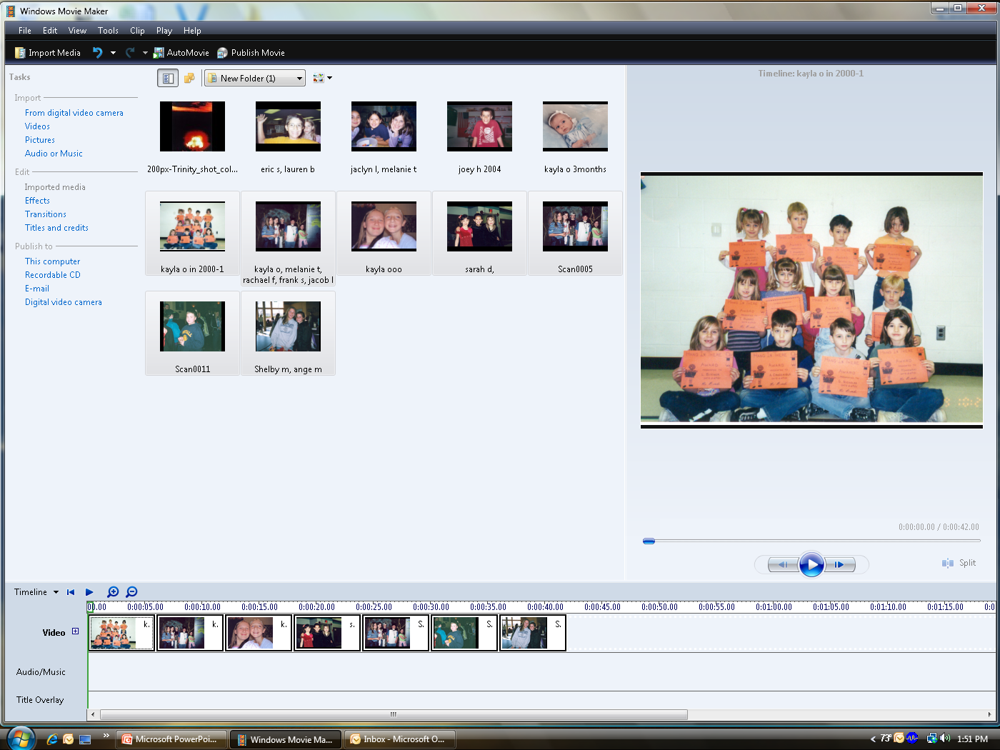 Windows Movie Maker
File Edit View Tools Clip Play Help
Import Media AutoMovie Publish Movie
Tasks
Import
From digital video camera
Videos
Pictures
Audio or Music
Edit
Imported media
Effects
Transitions
Titles and credits
Publish to
This computer
Recordable CD
E-mail
Digital video camera
New Folder (1)
200px-Trinity_shot_col...
eric s, lauren b
jaclyn l, melanie t
joey h 2004
kayla o 3months
kayla o in 2000-1
kayla o, melanie t,
rachael f, frank s, jacob l
kayla ooo
sarah d,
Scan0005
Scan0011
Shelby m, ange m
Timeline: kayla o in 2000-1
0:00:00.00 / 0:00:42.00
Split
Timeline
00.00 0:00:05.00 0:00:10.00 0:00:15.00 0:00:20.00 0:00:25.00 0:00:30.00 0:00:35.00 0:00:40.00 0:00:45.00 0:00:50.00 0:00:55.00 0:01:00.00 0:01:05.00 0:01:10.00 0:01:15.00 0:0
Video
k. k. k. s. S. S. S.
Audio/Music
Title Overlay
Microsoft PowerPoi... Windows Movie Ma... Inbox - Microsoft O... 73° 1:51 PM